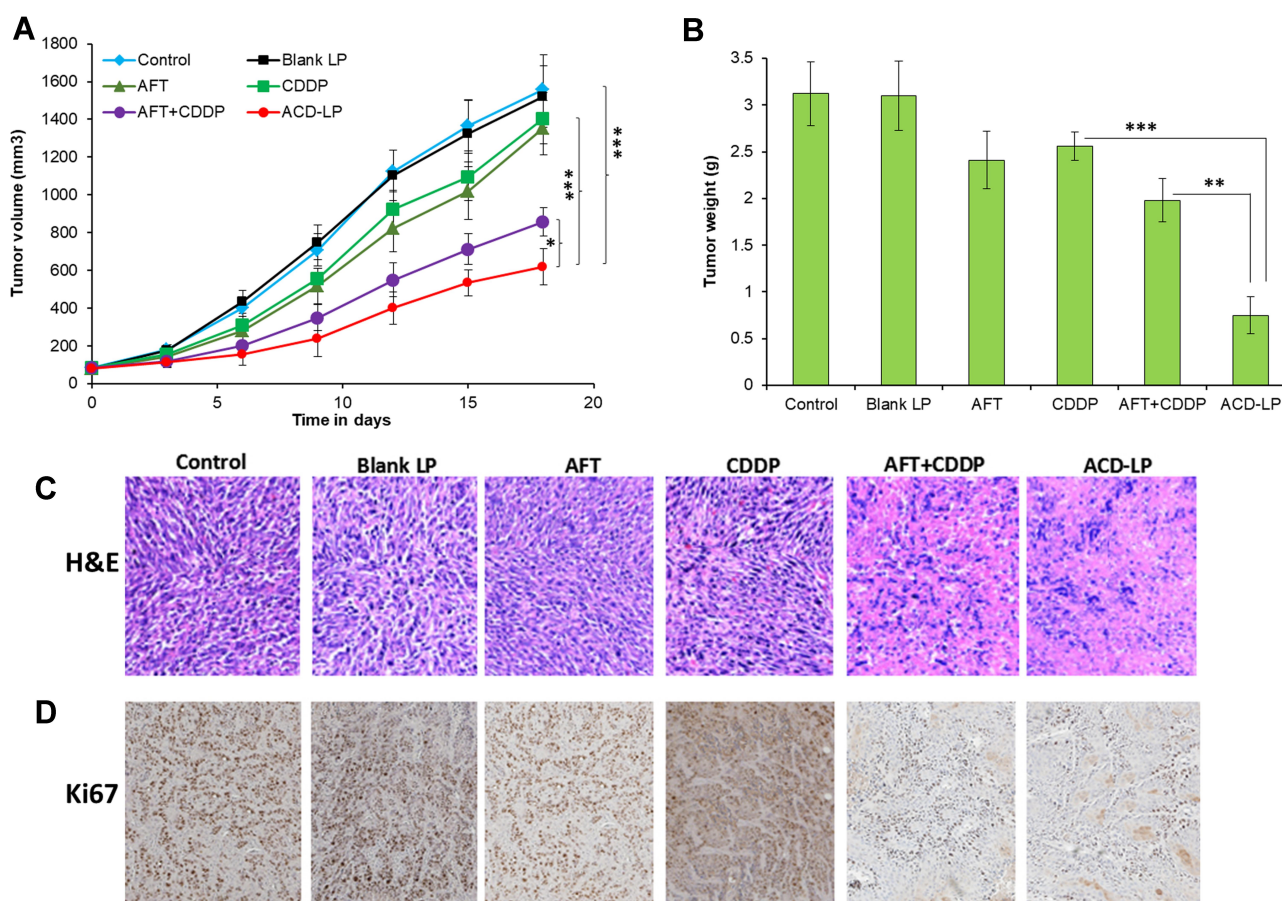 A
Tumor volume (mm3)
1800
1600
1400
1200
1000
800
600
400
200
0
0
5
10
15
20
Time in days
Control
Blank LP
AFT
CDDP
AFT+CDDP
ACD-LP
*
***
***
B
Tumor weight (g)
3.5
3
2.5
2
1.5
1
0.5
0
***
**
Control
Blank LP
AFT
CDDP
AFT+CDDP
ACD-LP
C
Control
Blank LP
AFT
CDDP
AFT+CDDP
ACD-LP
H&E
D
Ki67